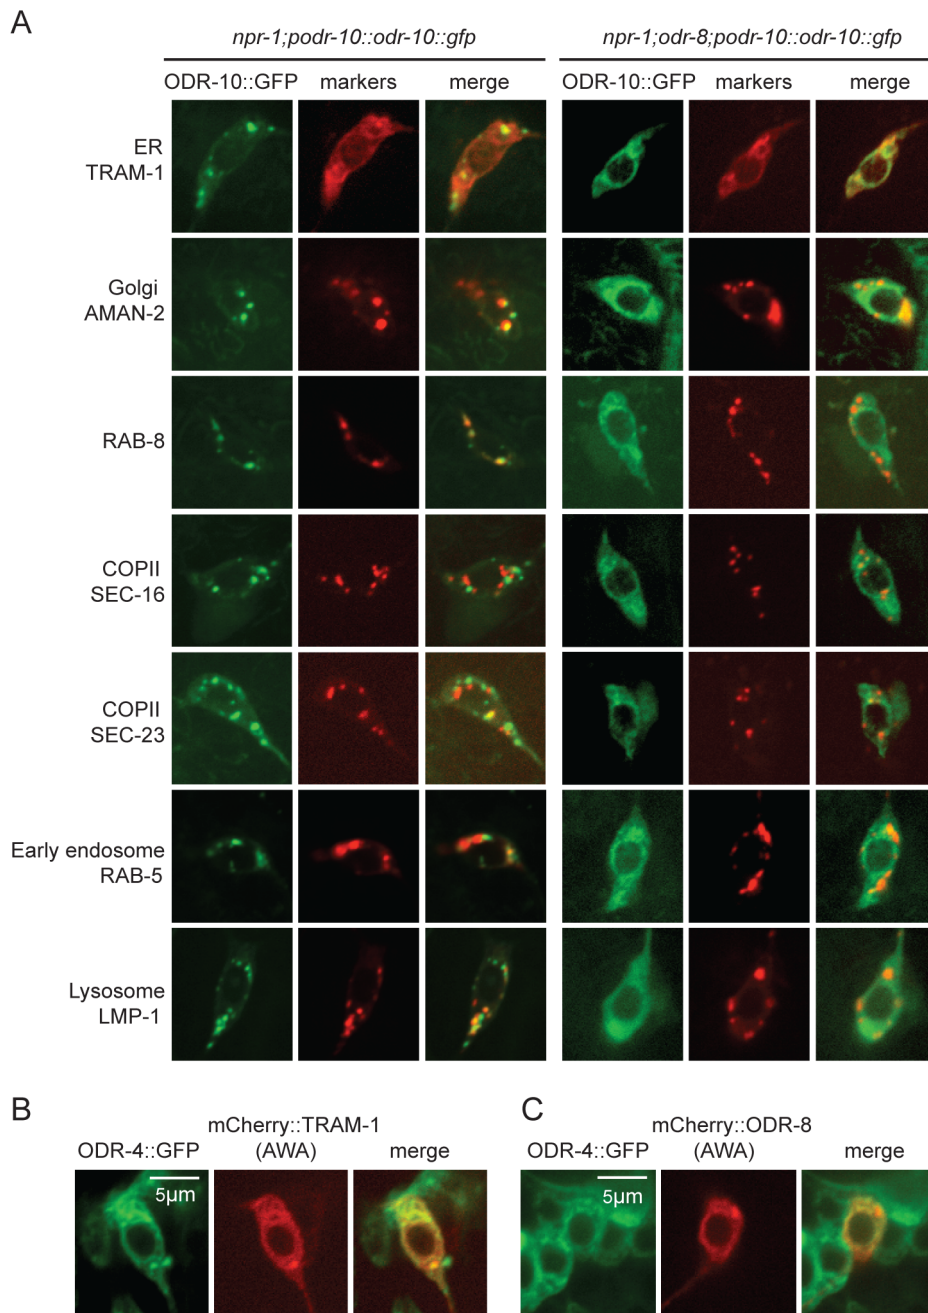 A
npr-1;podr-10::odr-10::gfp
npr-1;odr-8;podr-10::odr-10::gfp
ODR-10::GFP markers merge
ODR-10::GFP markers merge
ER
TRAM-1
Golgi
AMAN-2
RAB-8
COPII
SEC-16
COPII
SEC-23
Early endosome
RAB-5
Lysosome
LMP-1
B
mCherry::TRAM-1
ODR-4::GFP (AWA) merge
5μm
C
mCherry::ODR-8
ODR-4::GFP (AWA) merge
5μm